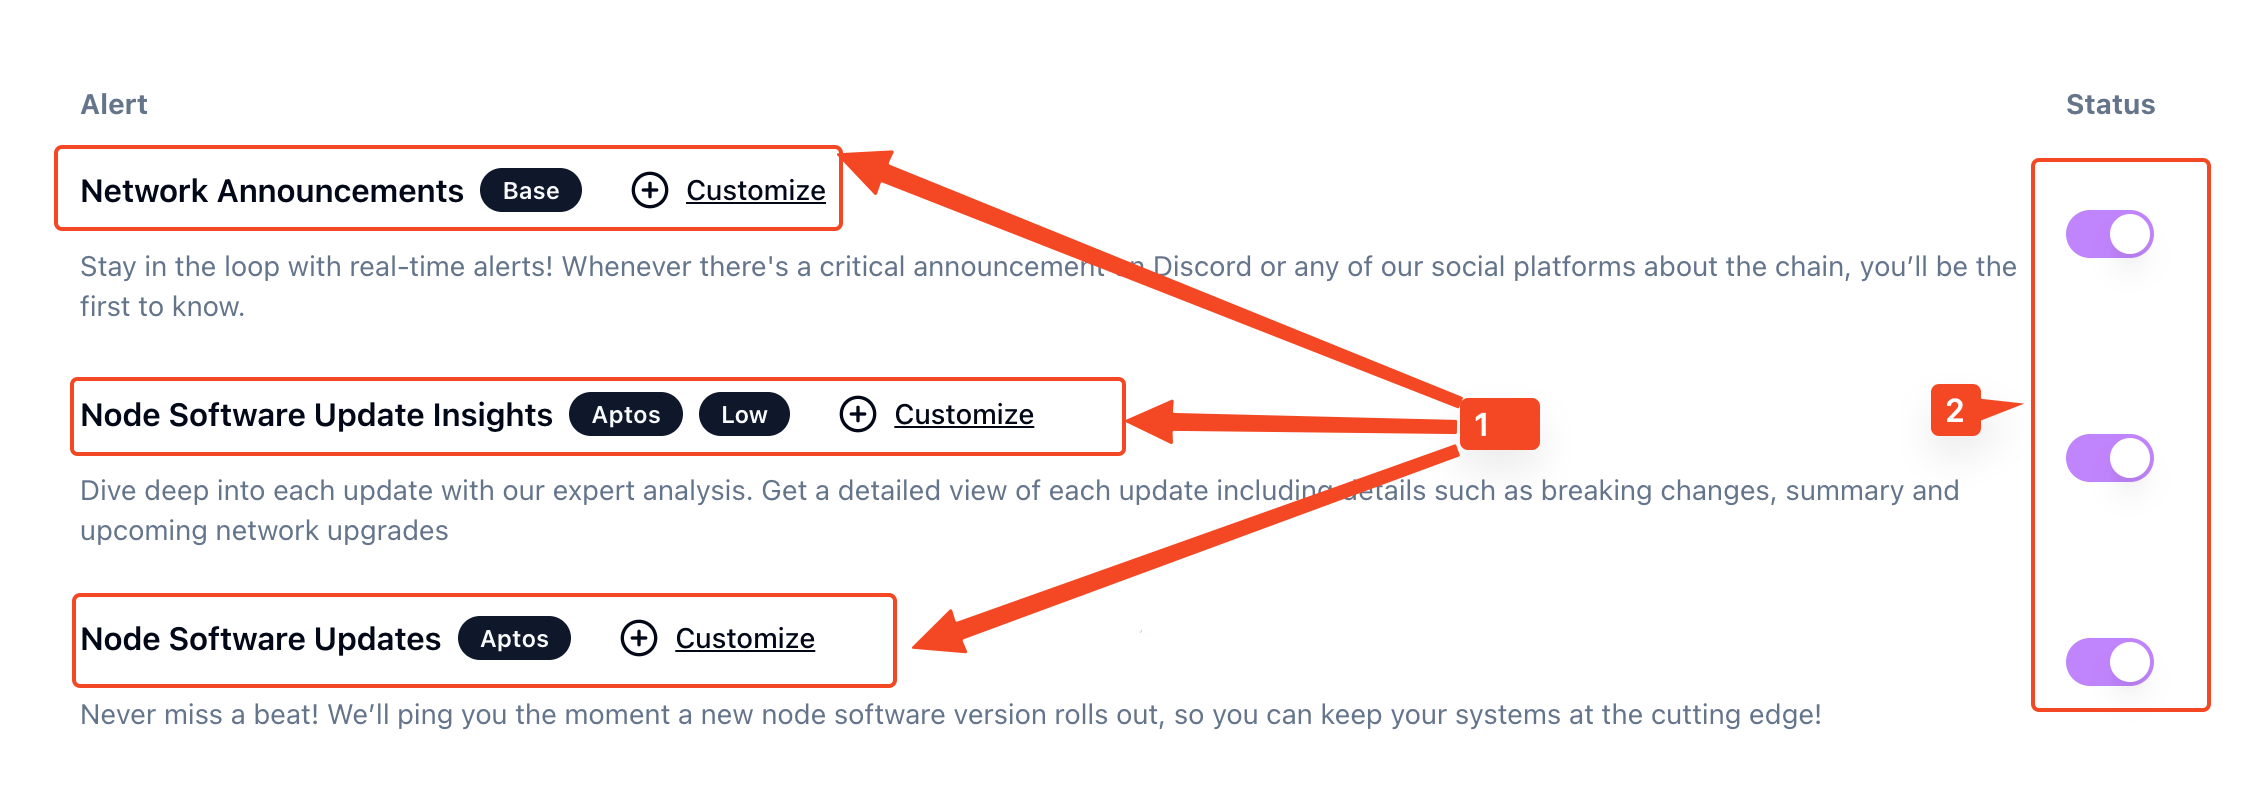 Alert
Status
Network Announcements Base Customize
Stay in the loop with real-time alerts! Whenever there's a critical announcement Discord or any of our social platforms about the chain, you’ll be the
first to know.
1
2
Node Software Update Insights Aptos Low Customize
Dive deep into each update with our expert analysis. Get a detailed view of each update including details such as breaking changes, summary and
upcoming network upgrades
Node Software Updates Aptos Customize
Never miss a beat! We’ll ping you the moment a new node software version rolls out, so you can keep your systems at the cutting edge!